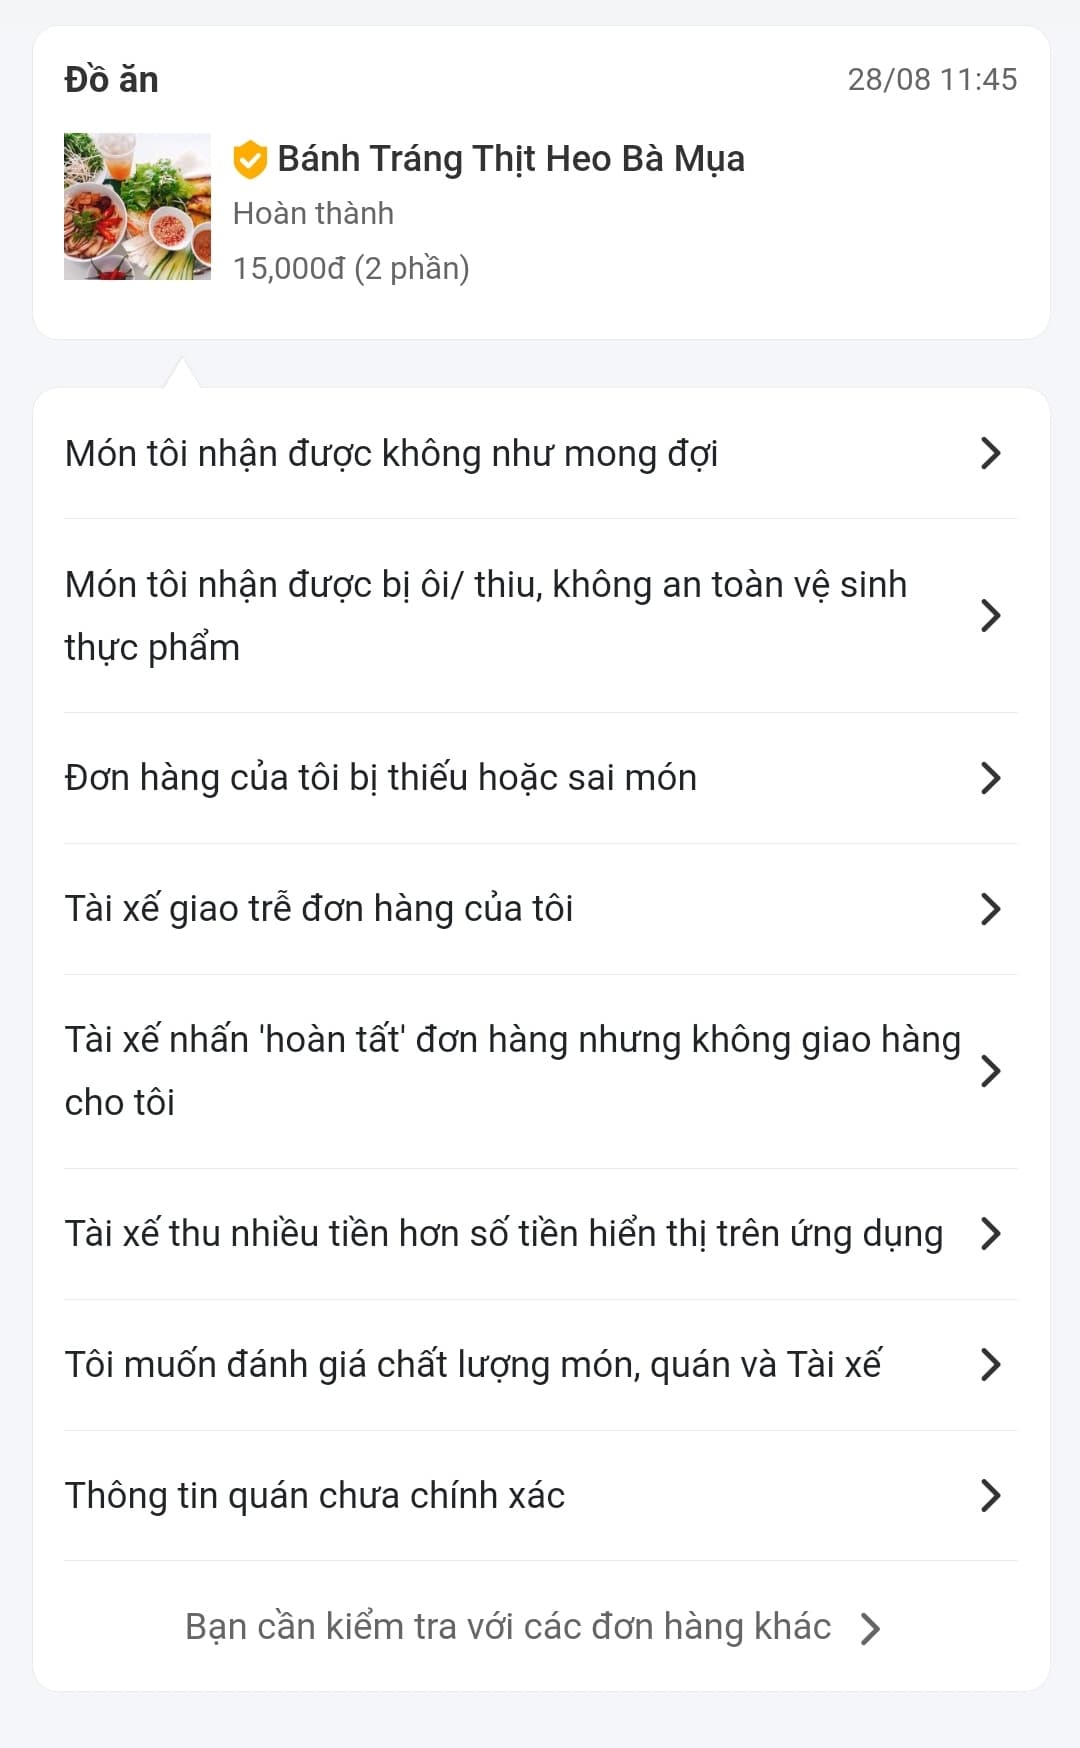 Đồ ăn
28/08 11:45
Bánh Tráng Thịt Heo Bà Mụa
Hoàn thành
15,000đ (2 phần)
Món tôi nhận được không như mong đợi
Món tôi nhận được bị ôi/ thiu, không an toàn vệ sinh
thực phẩm
Đơn hàng của tôi bị thiếu hoặc sai món
Tài xế giao trễ đơn hàng của tôi
Tài xế nhấn 'hoàn tất' đơn hàng nhưng không giao hàng
cho tôi
Tài xế thu nhiều tiền hơn số tiền hiển thị trên ứng dụng
Tôi muốn đánh giá chất lượng món, quán và Tài xế
Thông tin quán chưa chính xác
Bạn cần kiểm tra với các đơn hàng khác